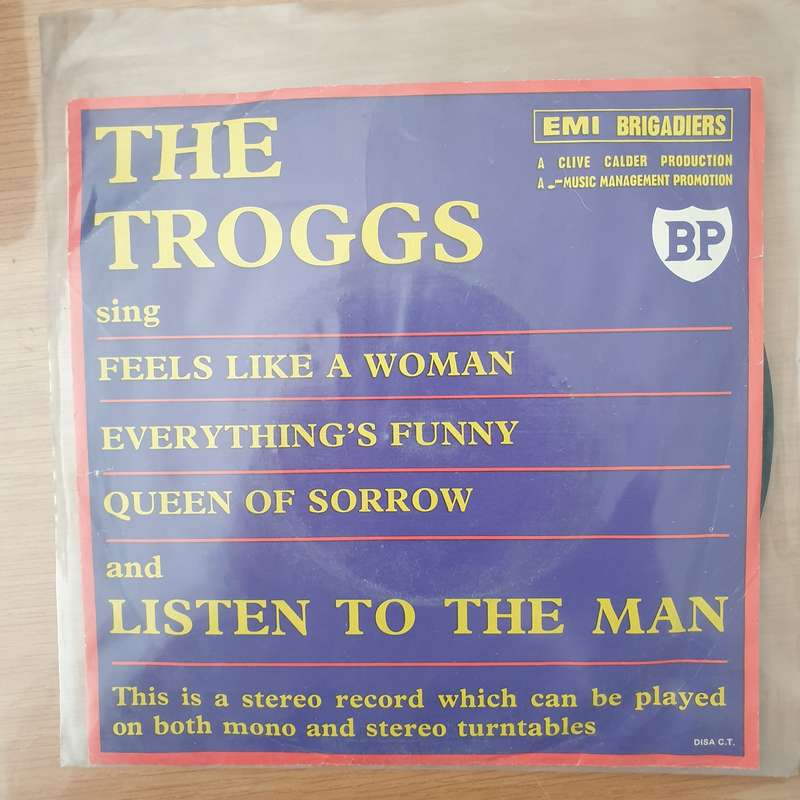 THE
TROGGS
sing
EMI BRIGADIERS
A CLIVE CALDER PRODUCTION
A MUSIC MANAGEMENT PROMOTION
BP
FEELS LIKE A WOMAN
EVERYTHING'S FUNNY
QUEEN OF SORROW
and
LISTEN TO THE MAN
This is a stereo record which can be played
on both mono and stereo turntables
DISA C.T.